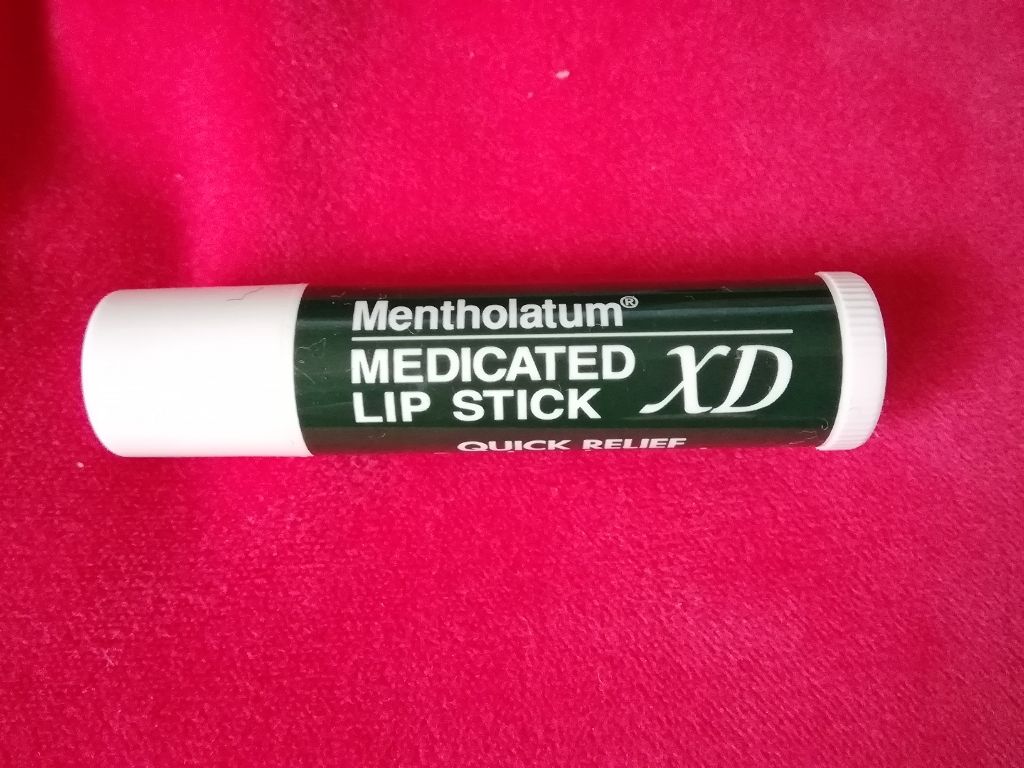 Mentholatum®
MEDICATED
LIP STICK XD
QUICK RELIEF